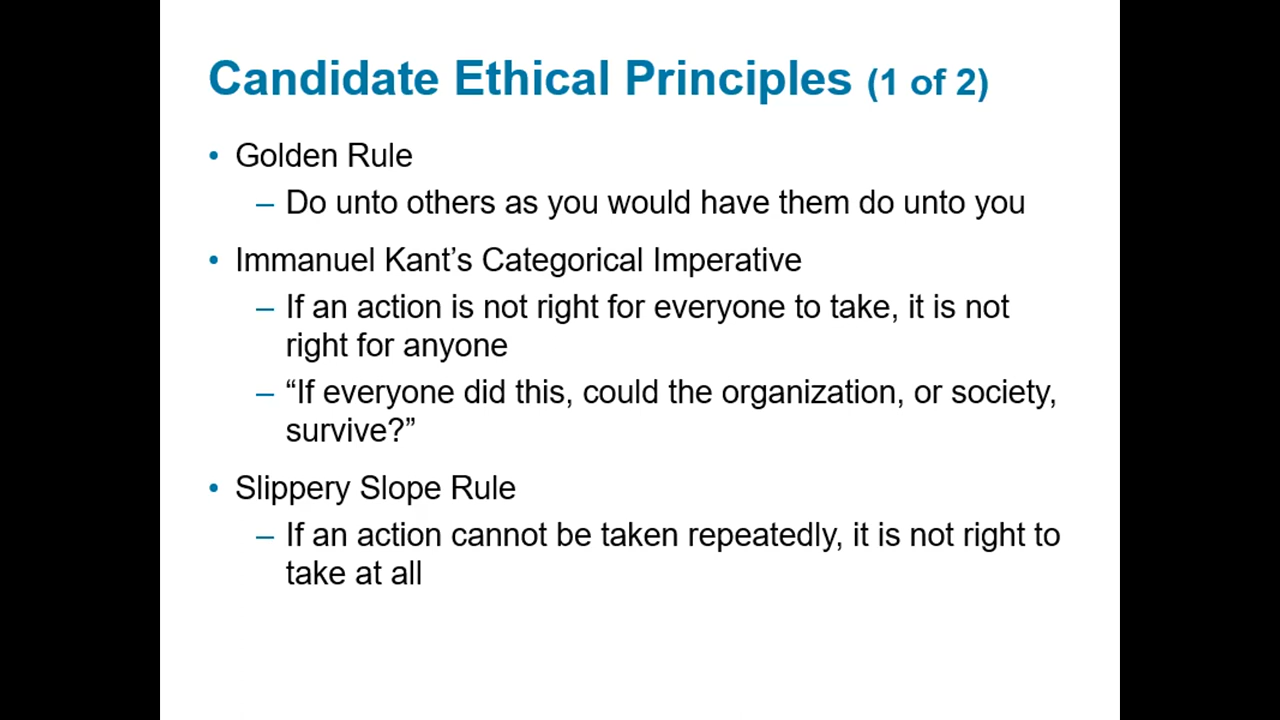 Candidate Ethical Principles (1 of 2)
• Golden Rule
– Do unto others as you would have them do unto you
• Immanuel Kant’s Categorical Imperative
– If an action is not right for everyone to take, it is not
right for anyone
– “If everyone did this, could the organization, or society,
survive?”
• Slippery Slope Rule
– If an action cannot be taken repeatedly, it is not right to
take at all